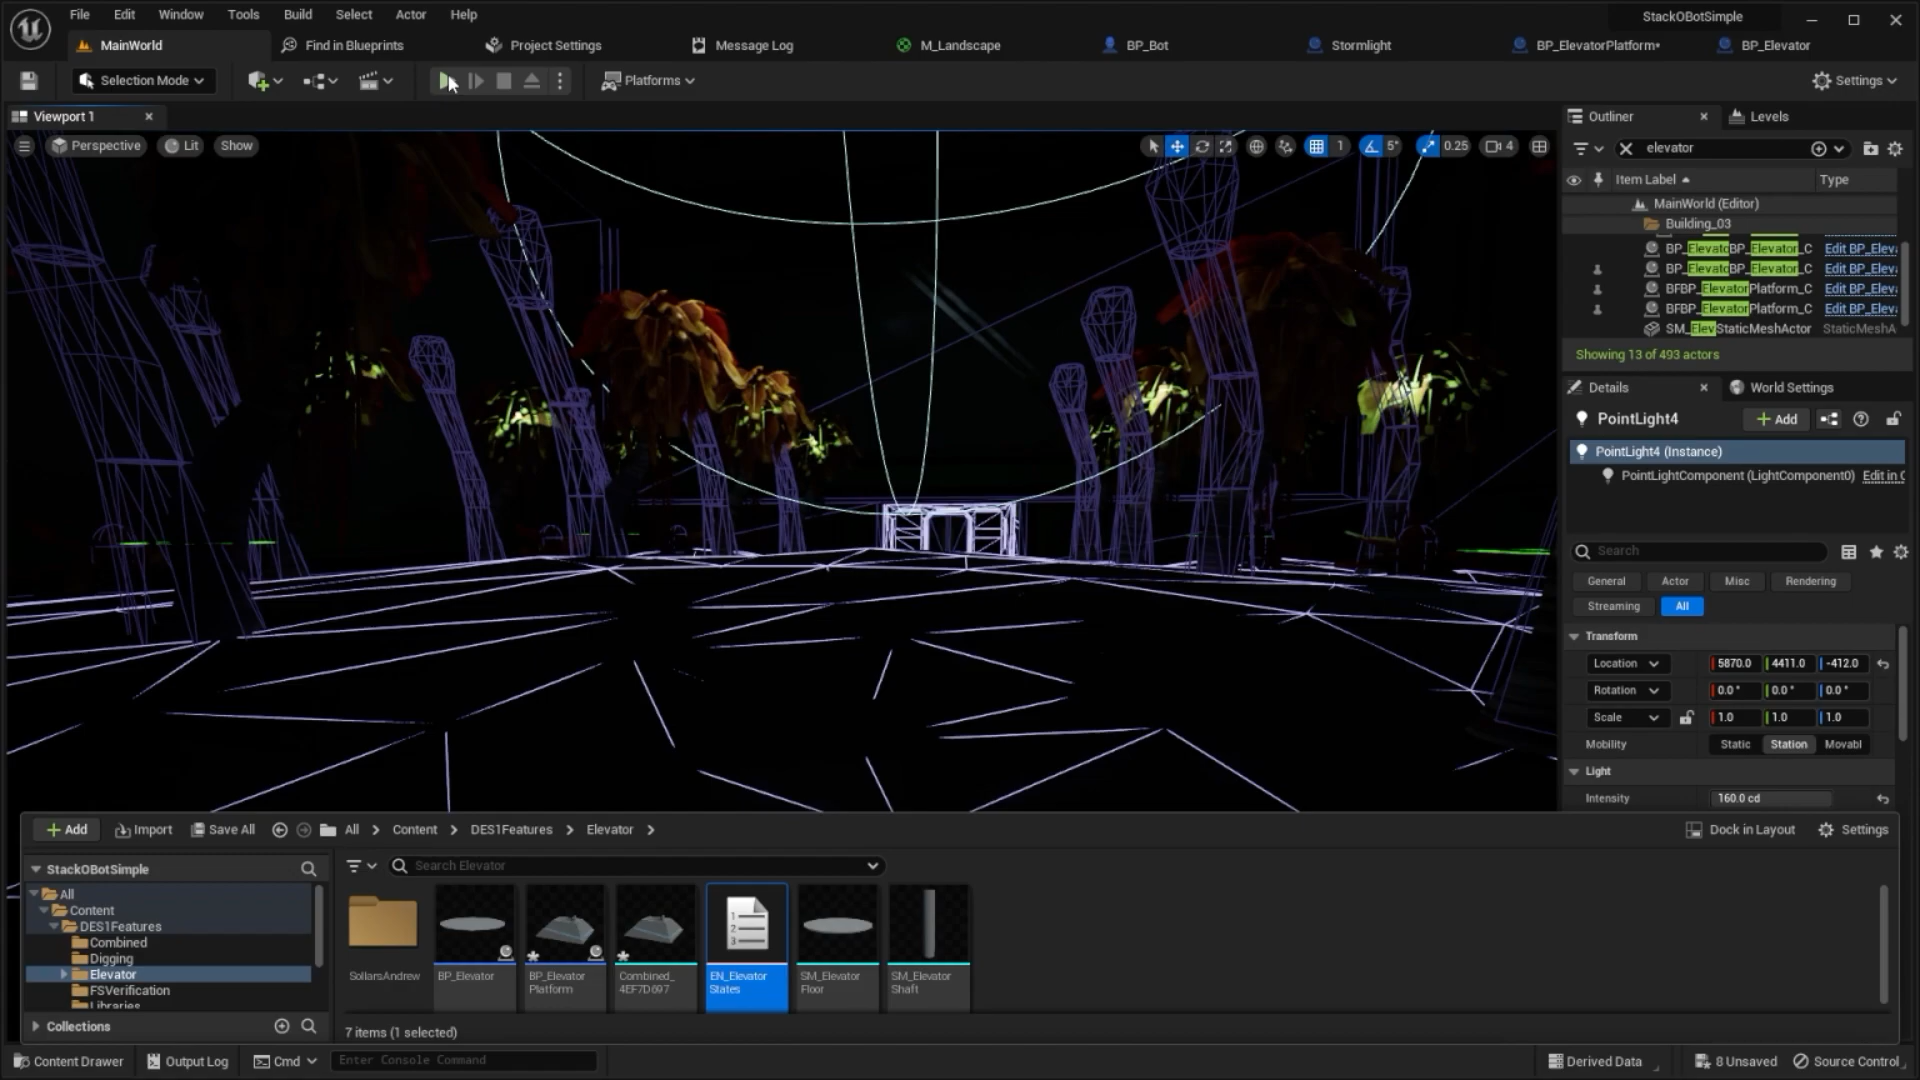 File Edit Window Tools Build Select Actor Help
StackOBotSimple
MainWorld Find in Blueprints Project Settings Message Log M_Landscape BP_Bot Stormlight BP_ElevatorPlatform* BP_Elevator
Selection Mode Platforms Settings
Viewport 1
Perspective Lit Show
1 5° 0.25 4
Outliner Levels
elevator
Item Label Type
MainWorld (Editor)
Building_03
BP_ElevatcBP_Elevator_C Edit BP_Elev
BP_ElevatcBP_Elevator_C Edit BP_Elev
BFBP_ElevatorPlatform_C Edit BP_Elev
BFBP_ElevatorPlatform_C Edit BP_Elev
SM_ElevStaticMeshActor StaticMeshA
Showing 13 of 493 actors
Details World Settings
PointLight4 Add
PointLight4 (Instance)
PointLightComponent (LightComponent0) Edit in C
Search
General Actor Misc Rendering
Streaming All
Transform
Location 5870.0 4411.0 -412.0
Rotation 0.0° 0.0° 0.0°
Scale 1.0 1.0 1.0
Mobility Static Station Movabl
Light
Intensity 160.0 cd
Add Import Save All All Content DES1Features Elevator Dock in Layout Settings
StackOBotSimple
Search Elevator
All
Content
DES1Features
Combined
Digging
Elevator
FSVerification
Libraries
Collections
SollarsAndrew
BP_Elevator
BP_Elevator
Platform
Combined_
4EF7D697
EN_Elevator
States
SM_Elevator
Floor
SM_Elevator
Shaft
7 items (1 selected)
Content Drawer Output Log Cmd Enter Console Command Derived Data 8 Unsaved Source Control